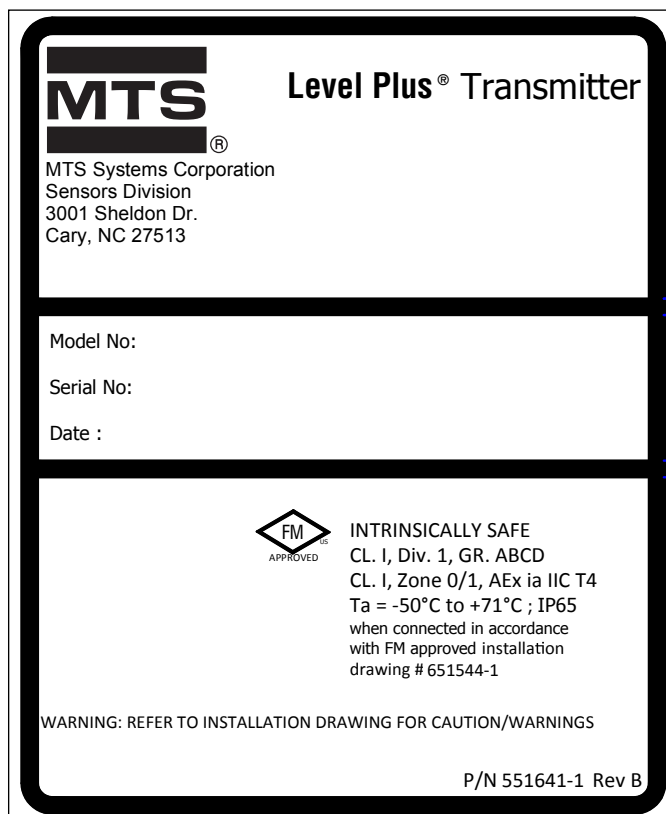 MTS
®
Level Plus® Transmitter
MTS Systems Corporation
Sensors Division
3001 Sheldon Dr.
Cary, NC 27513
Model No:
Serial No:
Date :
FM
us
APPROVED
INTRINSICALLY SAFE
CL. I, Div. 1, GR. ABCD
CL. I, Zone 0/1, AEx ia IIC T4
Ta = -50°C to +71°C ; IP65
when connected in accordance
with FM approved installation
drawing # 651544-1
WARNING: REFER TO INSTALLATION DRAWING FOR CAUTION/WARNINGS
P/N 551641-1 Rev B